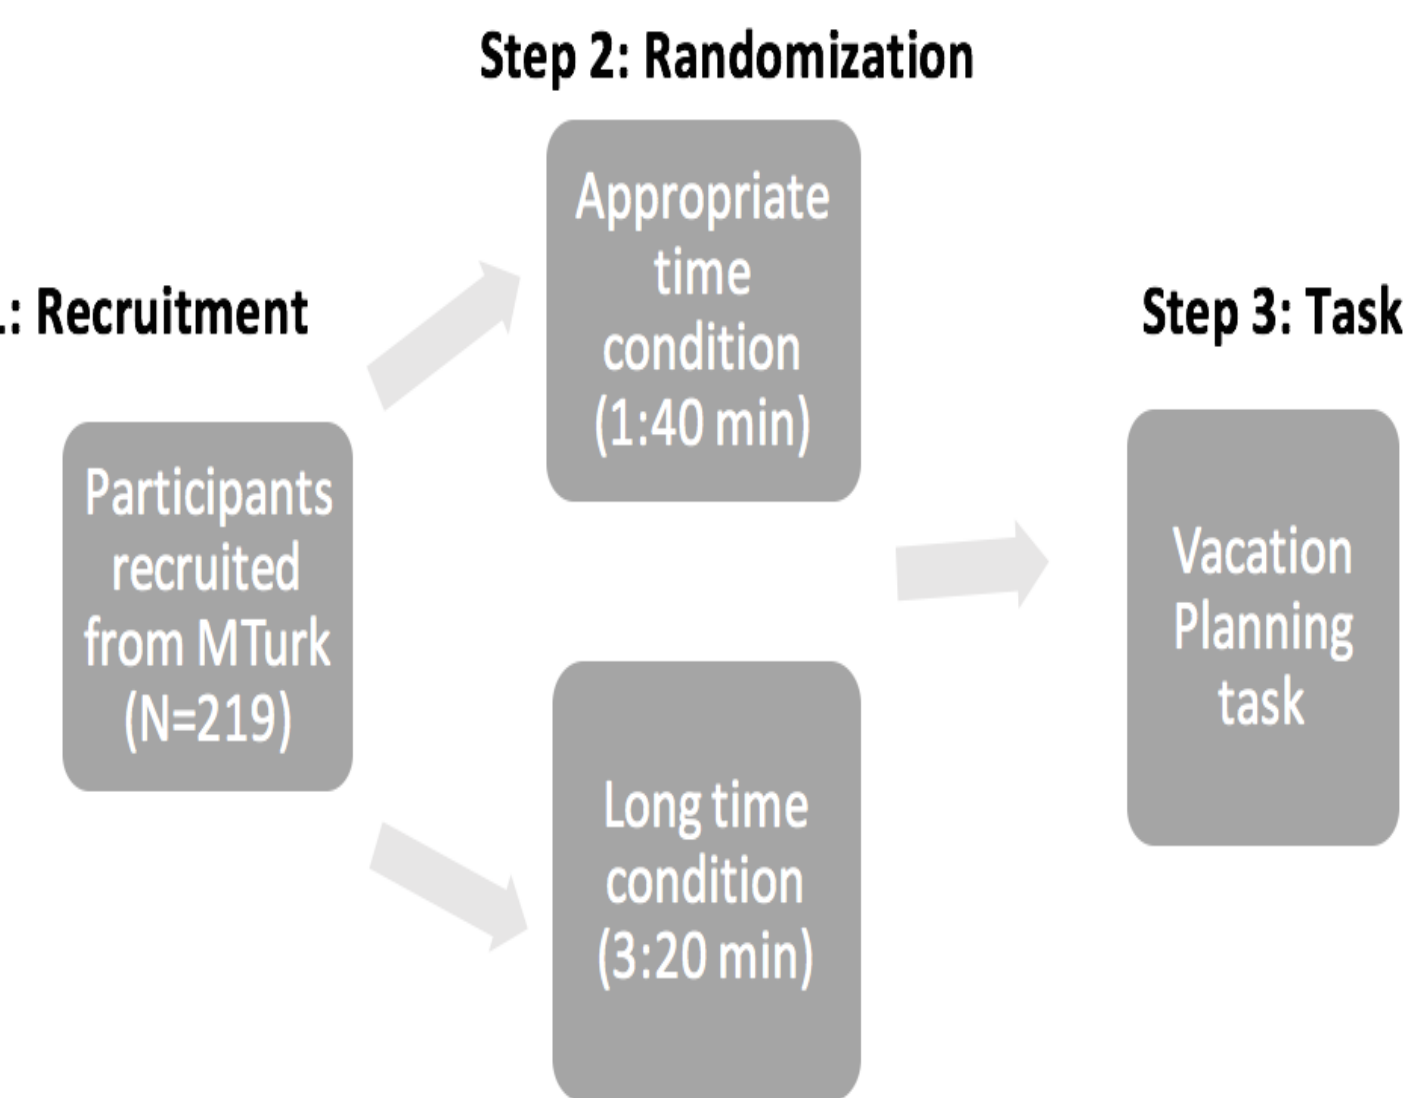 Step 2: Randomization
Appropriate
time
condition
(1:40 min)
: Recruitment
Participants
recruited
from MTurk
(N=219)
Long time
condition
(3:20 min)
Step 3: Task
Vacation
Planning
task